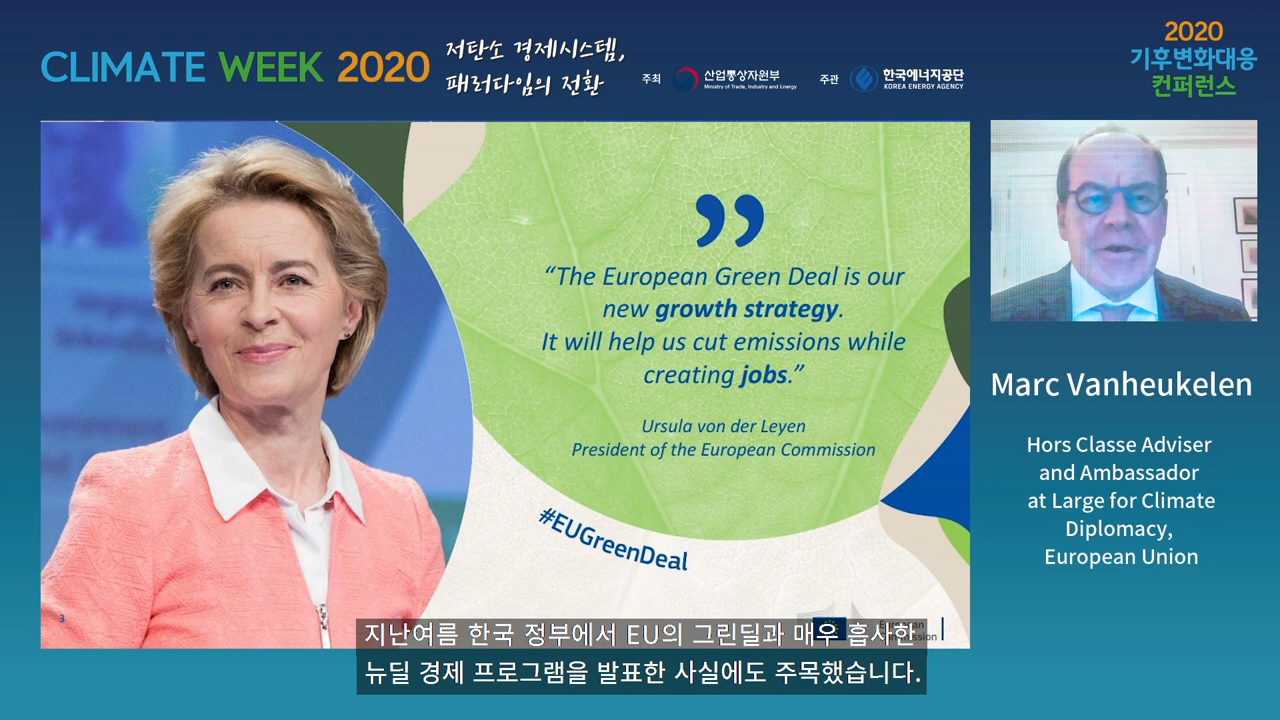 CLIMATE WEEK 2020
저탄소 경제시스템,
패러다임의 전환
주최
산업통상자원부
Ministry of Trade, Industry and Energy
주관
한국에너지공단
KOREA ENERGY AGENCY
2020
기후변화대응
컨퍼런스
”
“The European Green Deal is our
new growth strategy.
It will help us cut emissions while
creating jobs.”
Ursula von der Leyen
President of the European Commission
#EUGreenDeal
3
European
Commission
지난여름 한국 정부에서 EU의 그린딜과 매우 흡사한
뉴딜 경제 프로그램을 발표한 사실에도 주목했습니다.
Marc Vanheukelen
Hors Classe Adviser
and Ambassador
at Large for Climate
Diplomacy,
European Union